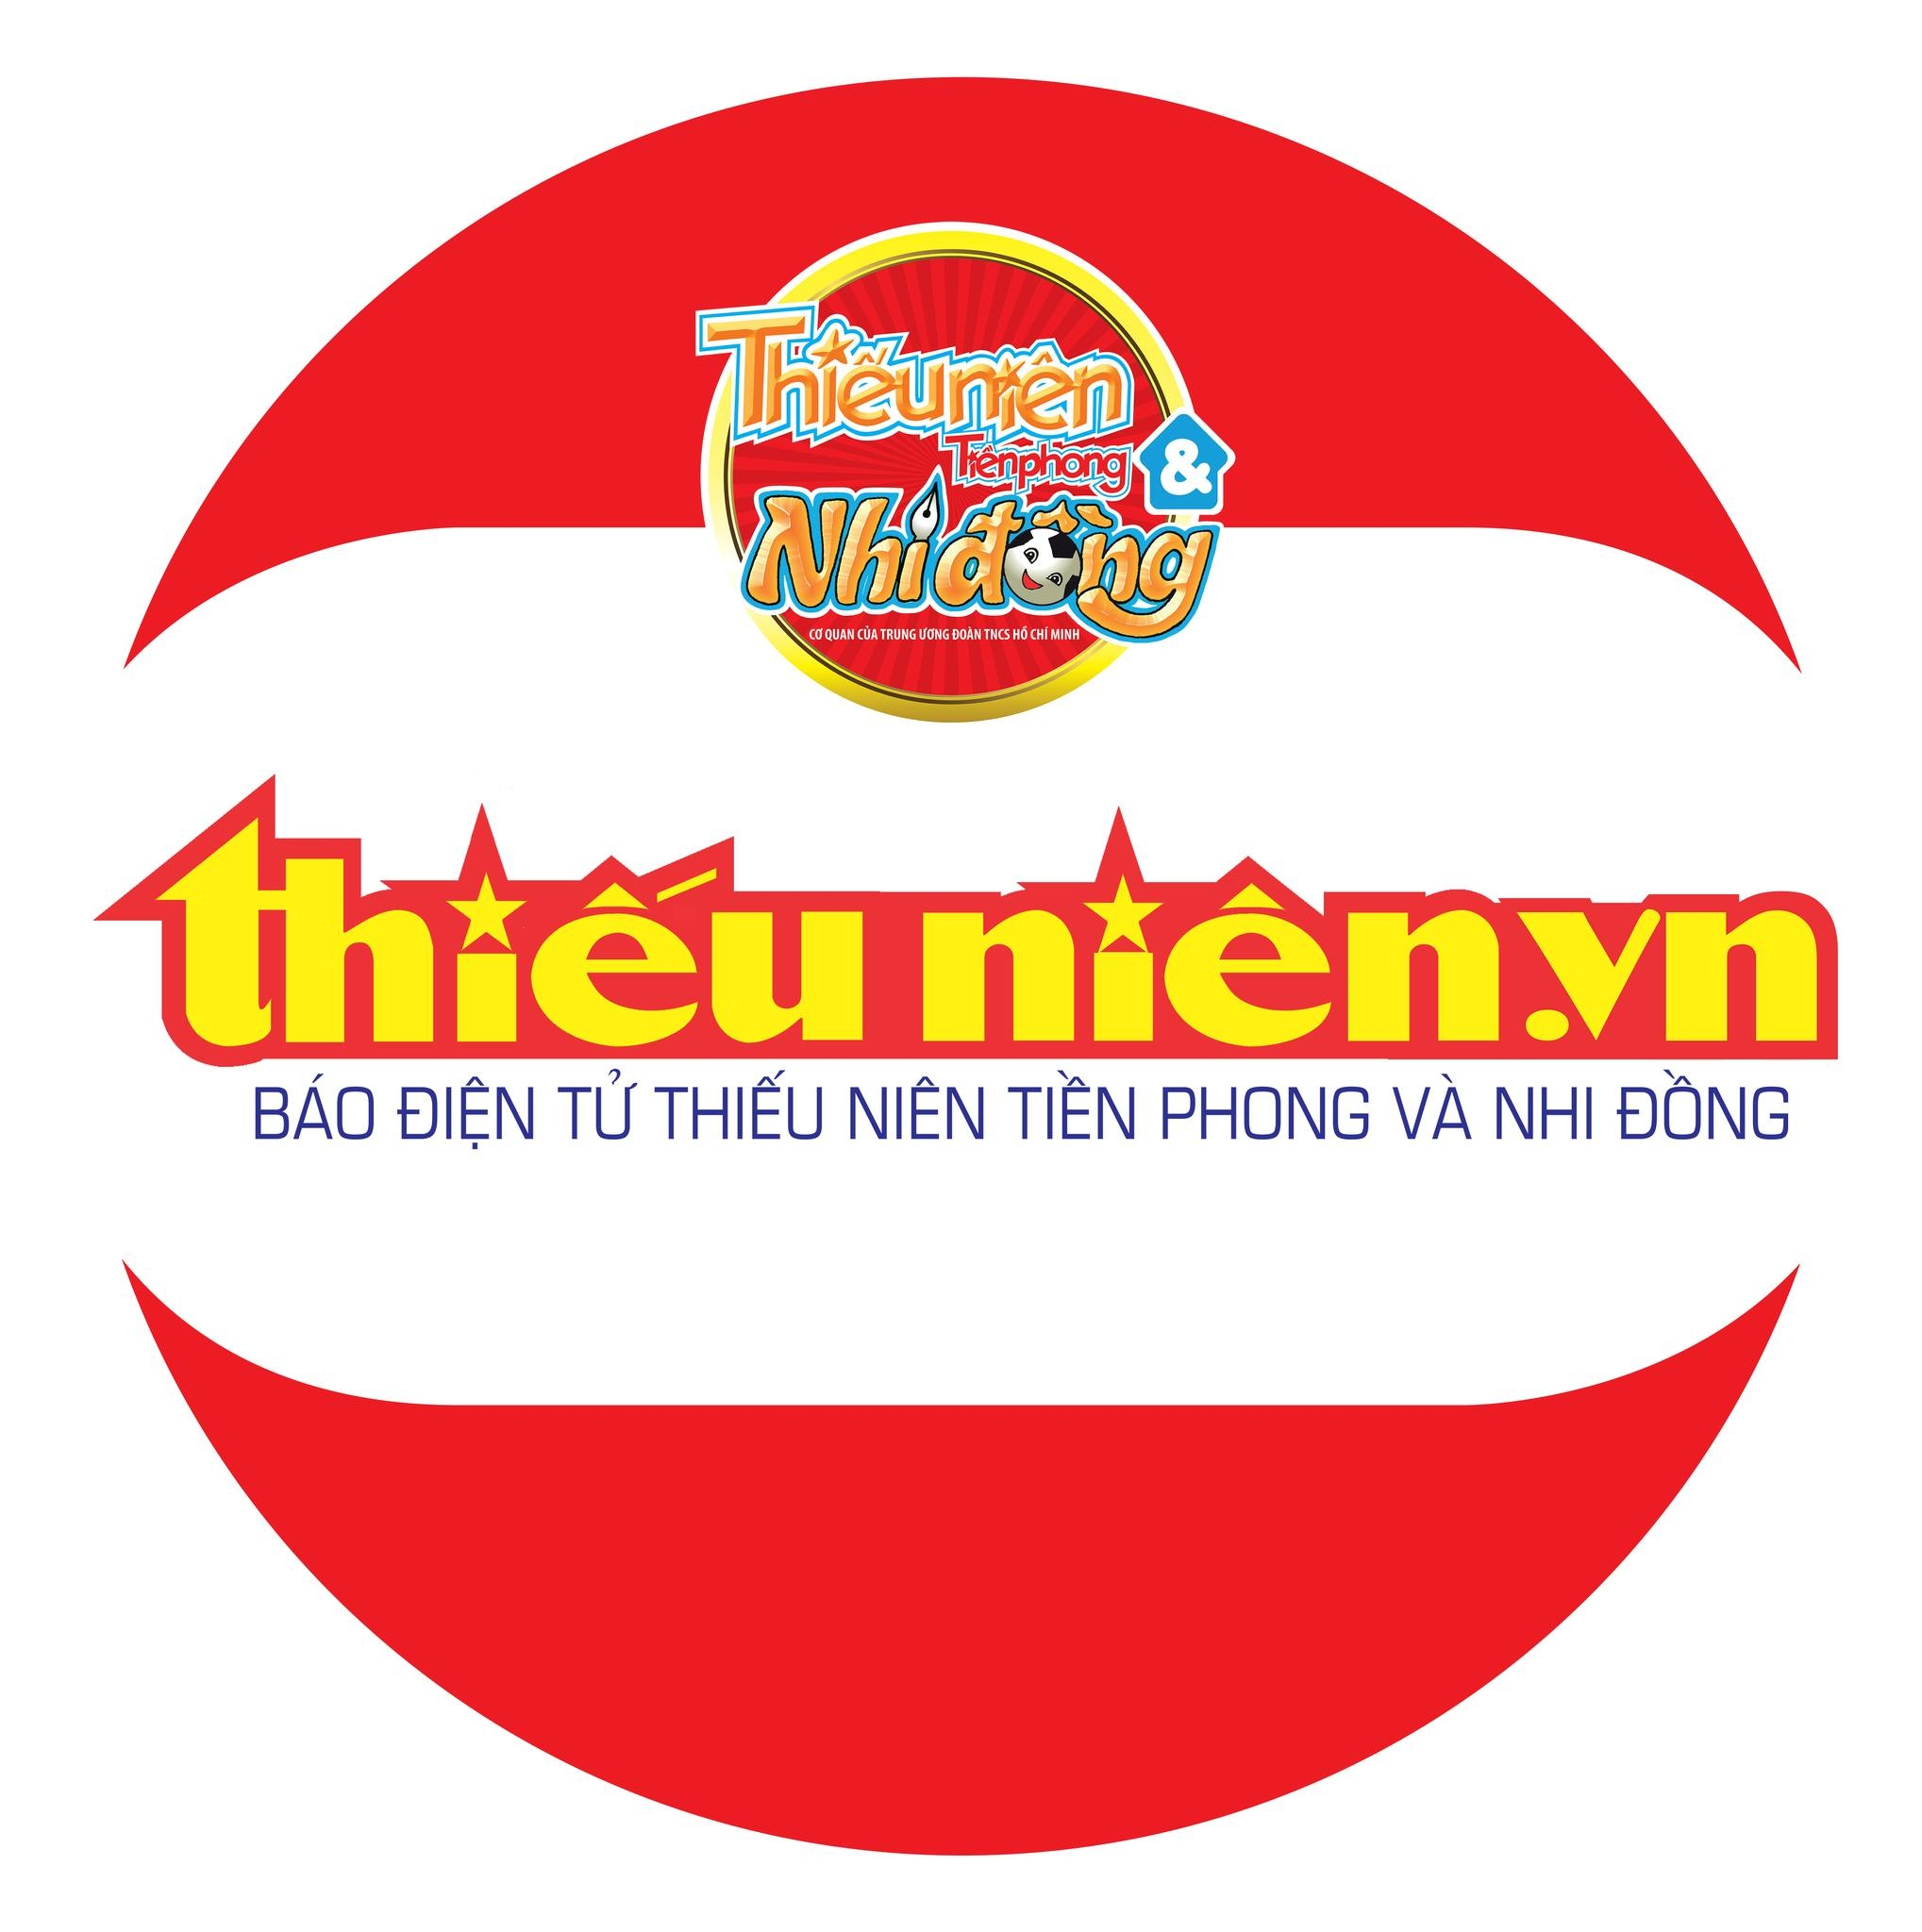 Thiếu niên
Tiền phong &
Nhi đồng
CƠ QUAN CỦA TRUNG ƯƠNG ĐOÀN TNCS HỒ CHÍ MINH
thiếu niên.vn
BÁO ĐIỆN TỬ THIẾU NIÊN TIỀN PHONG VÀ NHI ĐỒNG